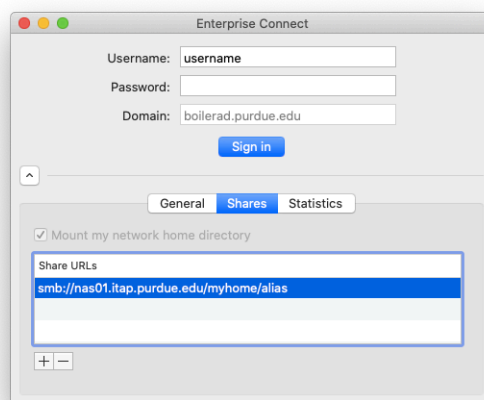 Enterprise Connect
Username: username
Password:
Domain: boilerad.purdue.edu
Sign in
General Shares Statistics
Mount my network home directory
Share URLs
smb://nas01.itap.purdue.edu/myhome/alias